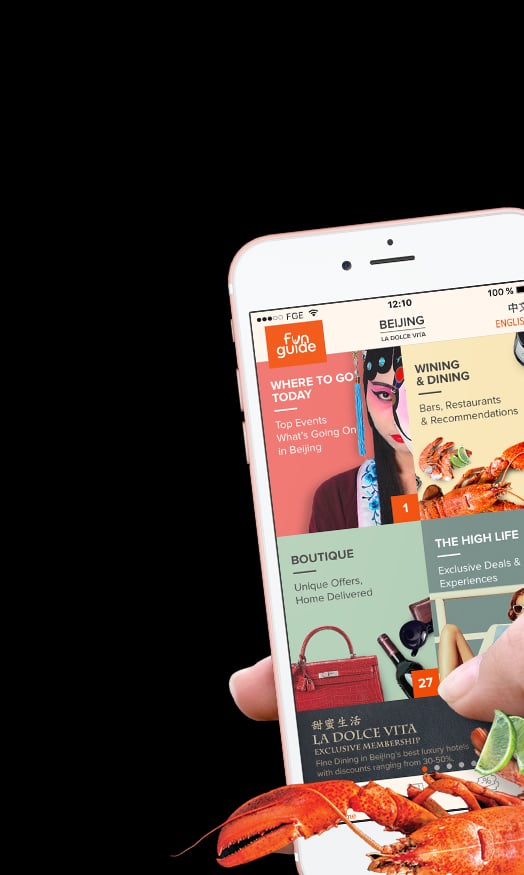 FGE
12:10
100 %
fun
guide
BEIJING
LA DOLCE VITA
中文
ENGLISH
WHERE TO GO
TODAY
Top Events
What's Going On
in Beijing
1
WINING
& DINING
Bars, Restaurants
& Recommendations
BOUTIQUE
Unique Offers,
Home Delivered
27
THE HIGH LIFE
Exclusive Deals &
Experiences
甜蜜生活
LA DOLCE VITA
EXCLUSIVE MEMBERSHIP
Fine Dining in Beijing's best luxury hotels
with discounts ranging from 30-50%.